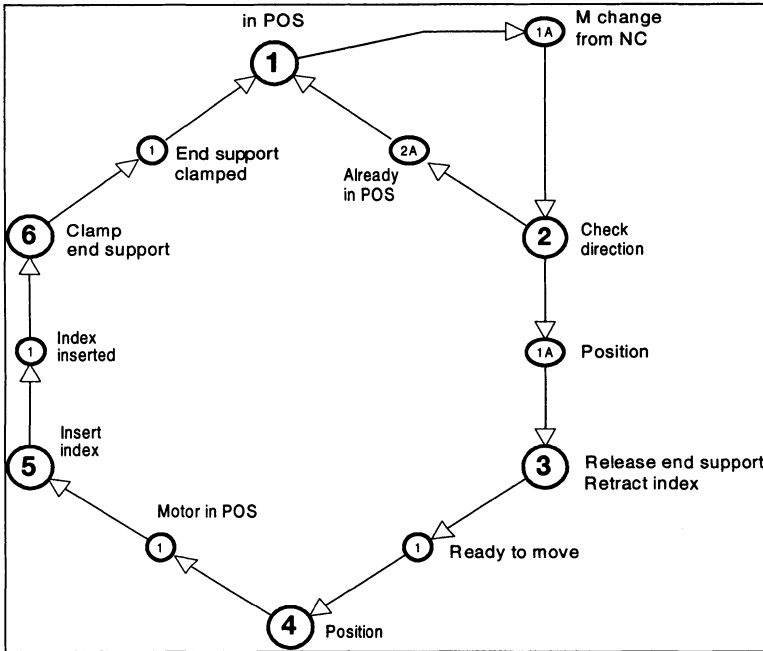 in POS
1
1A
M change
from NC
1
End support
clamped
2A
Already
in POS
6
Clamp
end support
2
Check
direction
1
Index
inserted
1A
Position
5
Insert
index
3
Release end support
Retract index
Motor in POS
1
1
Ready to move
4
Position